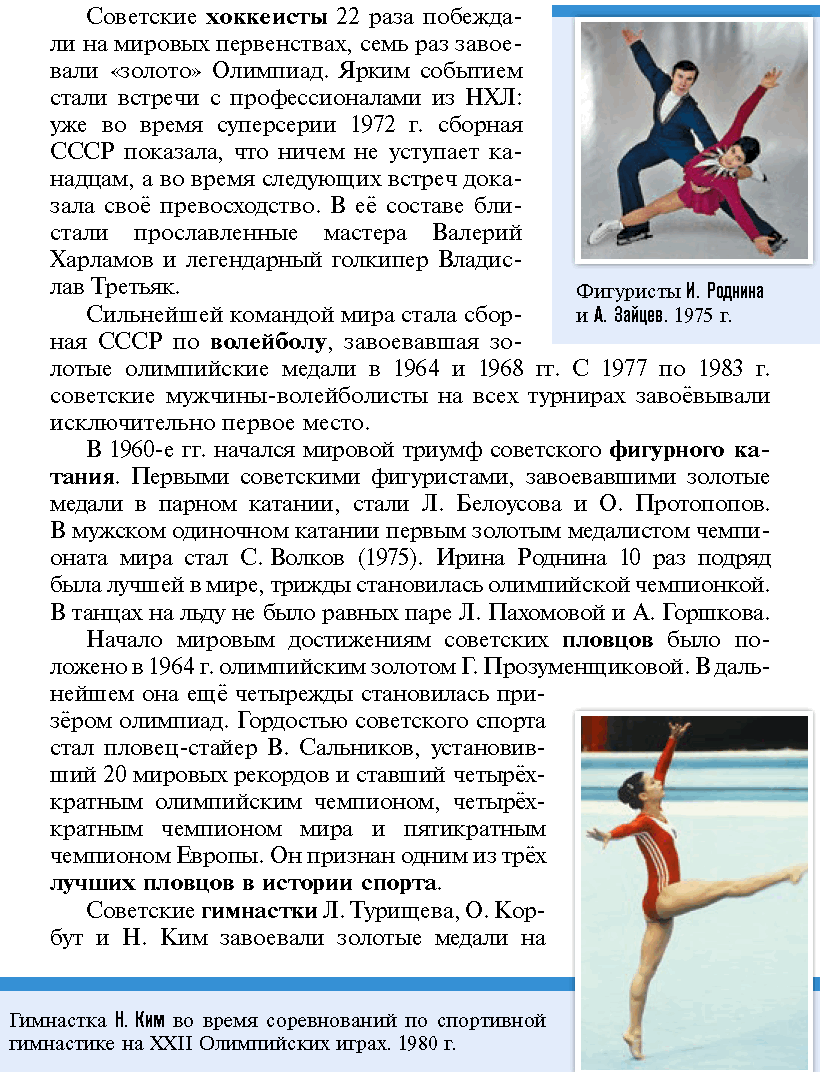 Советские хоккеисты 22 раза побежда-
ли на мировых первенствах, семь раз завое-
вали «золото» Олимпиад. Ярким событием
стали встречи с профессионалами из НХЛ:
уже во время суперсерии 1972 г. сборная
СССР показала, что ничем не уступает ка-
надцам, а во время следующих встреч дока-
зала своё превосходство. В её составе бли-
стали прославленные мастера Валерий
Харламов и легендарный голкипер Владис-
лав Третьяк.
Фигуристы И. Роднина
и А. Зайцев. 1975 г.
Сильнейшей командой мира стала сбор-
ная СССР по волейболу, завоевавшая зо-
лотые олимпийские медали в 1964 и 1968 гг. С 1977 по 1983 г.
советские мужчины-волейболисты на всех турнирах завоёвывали
исключительно первое место.
В 1960-е гг. начался мировой триумф советского фигурного ка-
тания. Первыми советскими фигуристами, завоевавшими золотые
медали в парном катании, стали Л. Белоусова и О. Протопопов.
В мужском одиночном катании первым золотым медалистом чемпи-
оната мира стал С. Волков (1975). Ирина Роднина 10 раз подряд
была лучшей в мире, трижды становилась олимпийской чемпионкой.
В танцах на льду не было равных паре Л. Пахомовой и А. Горшкова.
Начало мировым достижениям советских пловцов было по-
ложено в 1964 г. олимпийским золотом Г. Прозуменщиковой. В даль-
нейшем она ещё четырежды становилась при-
зёром олимпиад. Гордостью советского спорта
стал пловец-стайер В. Сальников, установив-
ший 20 мировых рекордов и ставший четырёх-
кратным олимпийским чемпионом, четырёх-
кратным чемпионом мира и пятикратным
чемпионом Европы. Он признан одним из трёх
лучших пловцов в истории спорта.
Советские гимнастки Л. Турищева, О. Кор-
бут и Н. Ким завоевали золотые медали на
Гимнастка Н. Ким во время соревнований по спортивной
гимнастике на XXII Олимпийских играх. 1980 г.